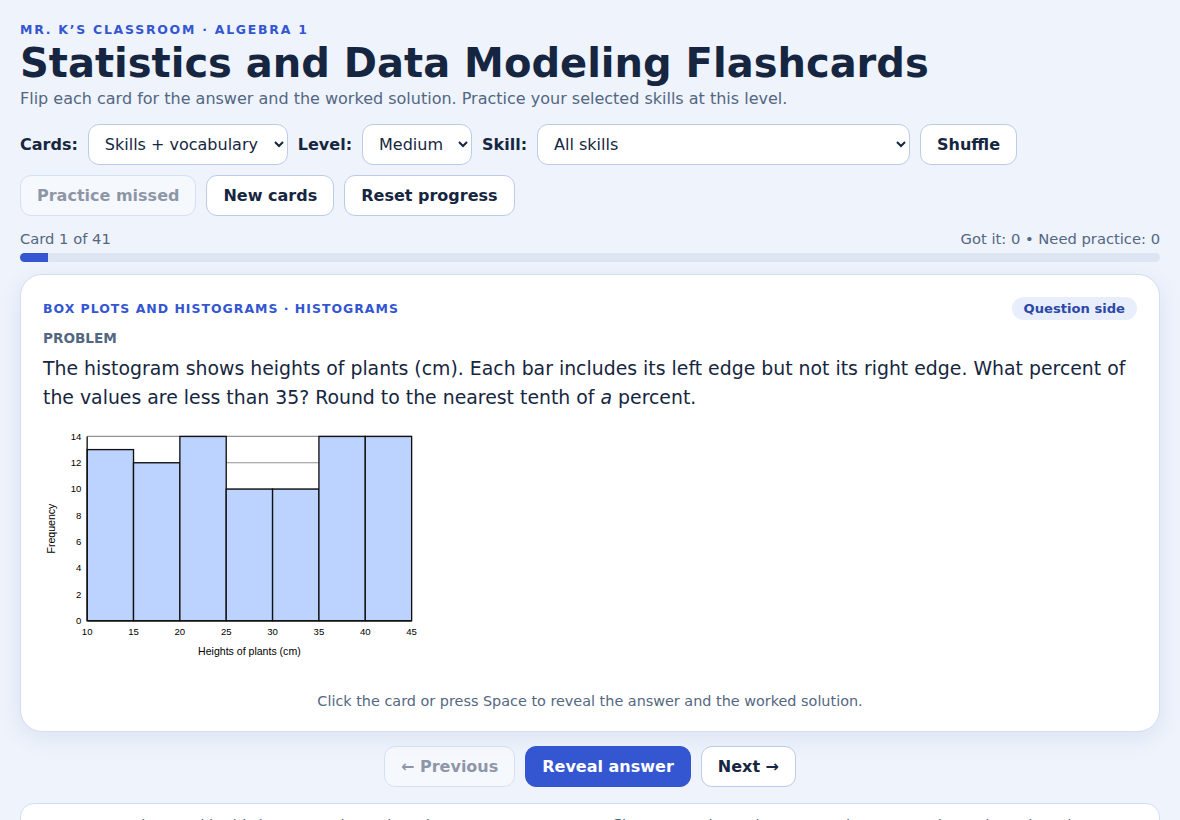 MR. K’S CLASSROOM · ALGEBRA 1
Statistics and Data Modeling Flashcards
Flip each card for the answer and the worked solution. Practice your selected skills at this level.
Cards: Skills + vocabulary Level: Medium Skill: All skills Shuffle
Practice missed New cards Reset progress
Card 1 of 41 Got it: 0 • Need practice: 0
BOX PLOTS AND HISTOGRAMS · HISTOGRAMS Question side
PROBLEM
The histogram shows heights of plants (cm). Each bar includes its left edge but not its right edge. What percent of
the values are less than 35? Round to the nearest tenth of a percent.
14
12
10
8
6
4
2
0
Frequency
10 15 20 25 30 35 40 45
Heights of plants (cm)
Click the card or press Space to reveal the answer and the worked solution.
← Previous Reveal answer Next →